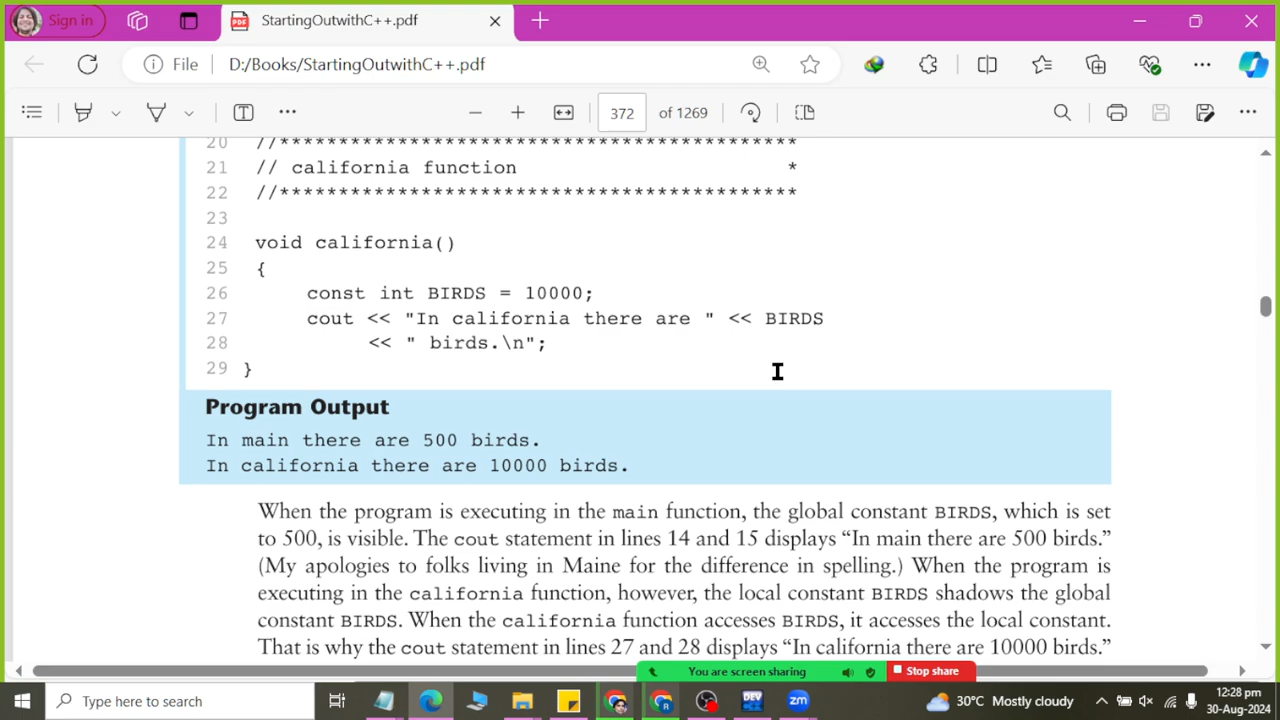 Sign in
StartingOutwithC++.pdf
File
D:/Books/StartingOutwithC++.pdf
372 of 1269
20 //*******************************************
21 // california function *
22 //*******************************************
23
24 void california()
25 {
26 const int BIRDS = 10000;
27 cout << "In california there are " << BIRDS
28 << " birds.\n";
29 }
Program Output
In main there are 500 birds.
In california there are 10000 birds.
When the program is executing in the main function, the global constant BIRDS, which is set
to 500, is visible. The cout statement in lines 14 and 15 displays “In main there are 500 birds.”
(My apologies to folks living in Maine for the difference in spelling.) When the program is
executing in the california function, however, the local constant BIRDS shadows the global
constant BIRDS. When the california function accesses BIRDS, it accesses the local constant.
That is why the cout statement in lines 27 and 28 displays “In california there are 10000 birds.”
You are screen sharing
Stop share
Type here to search
DEV
zm
30°C Mostly cloudy
12:28 pm
30-Aug-2024